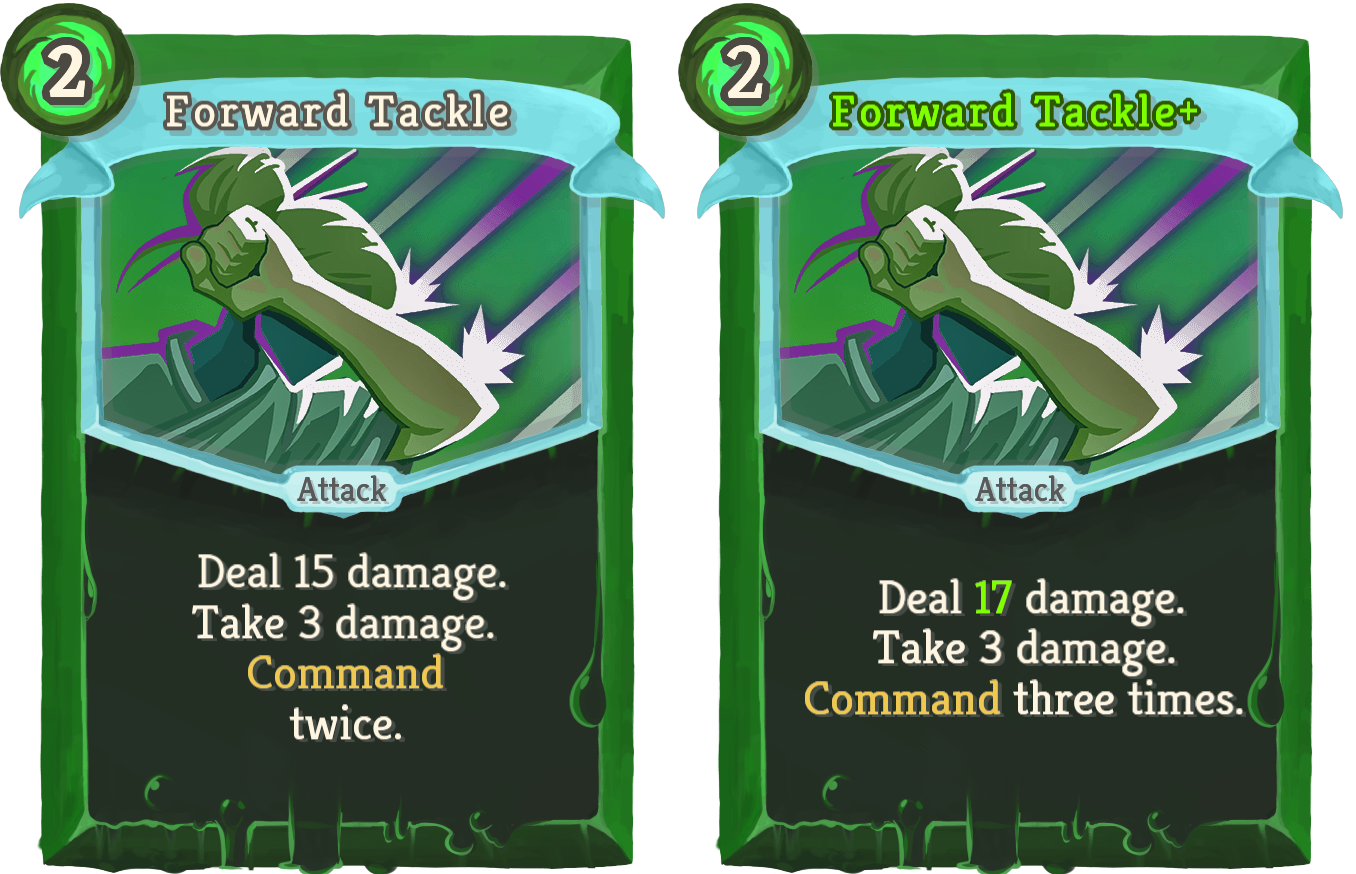 2
Forward Tackle
Attack
Deal 15 damage.
Take 3 damage.
Command
twice.
2
Forward Tackle+
Attack
Deal 17 damage.
Take 3 damage.
Command three times.